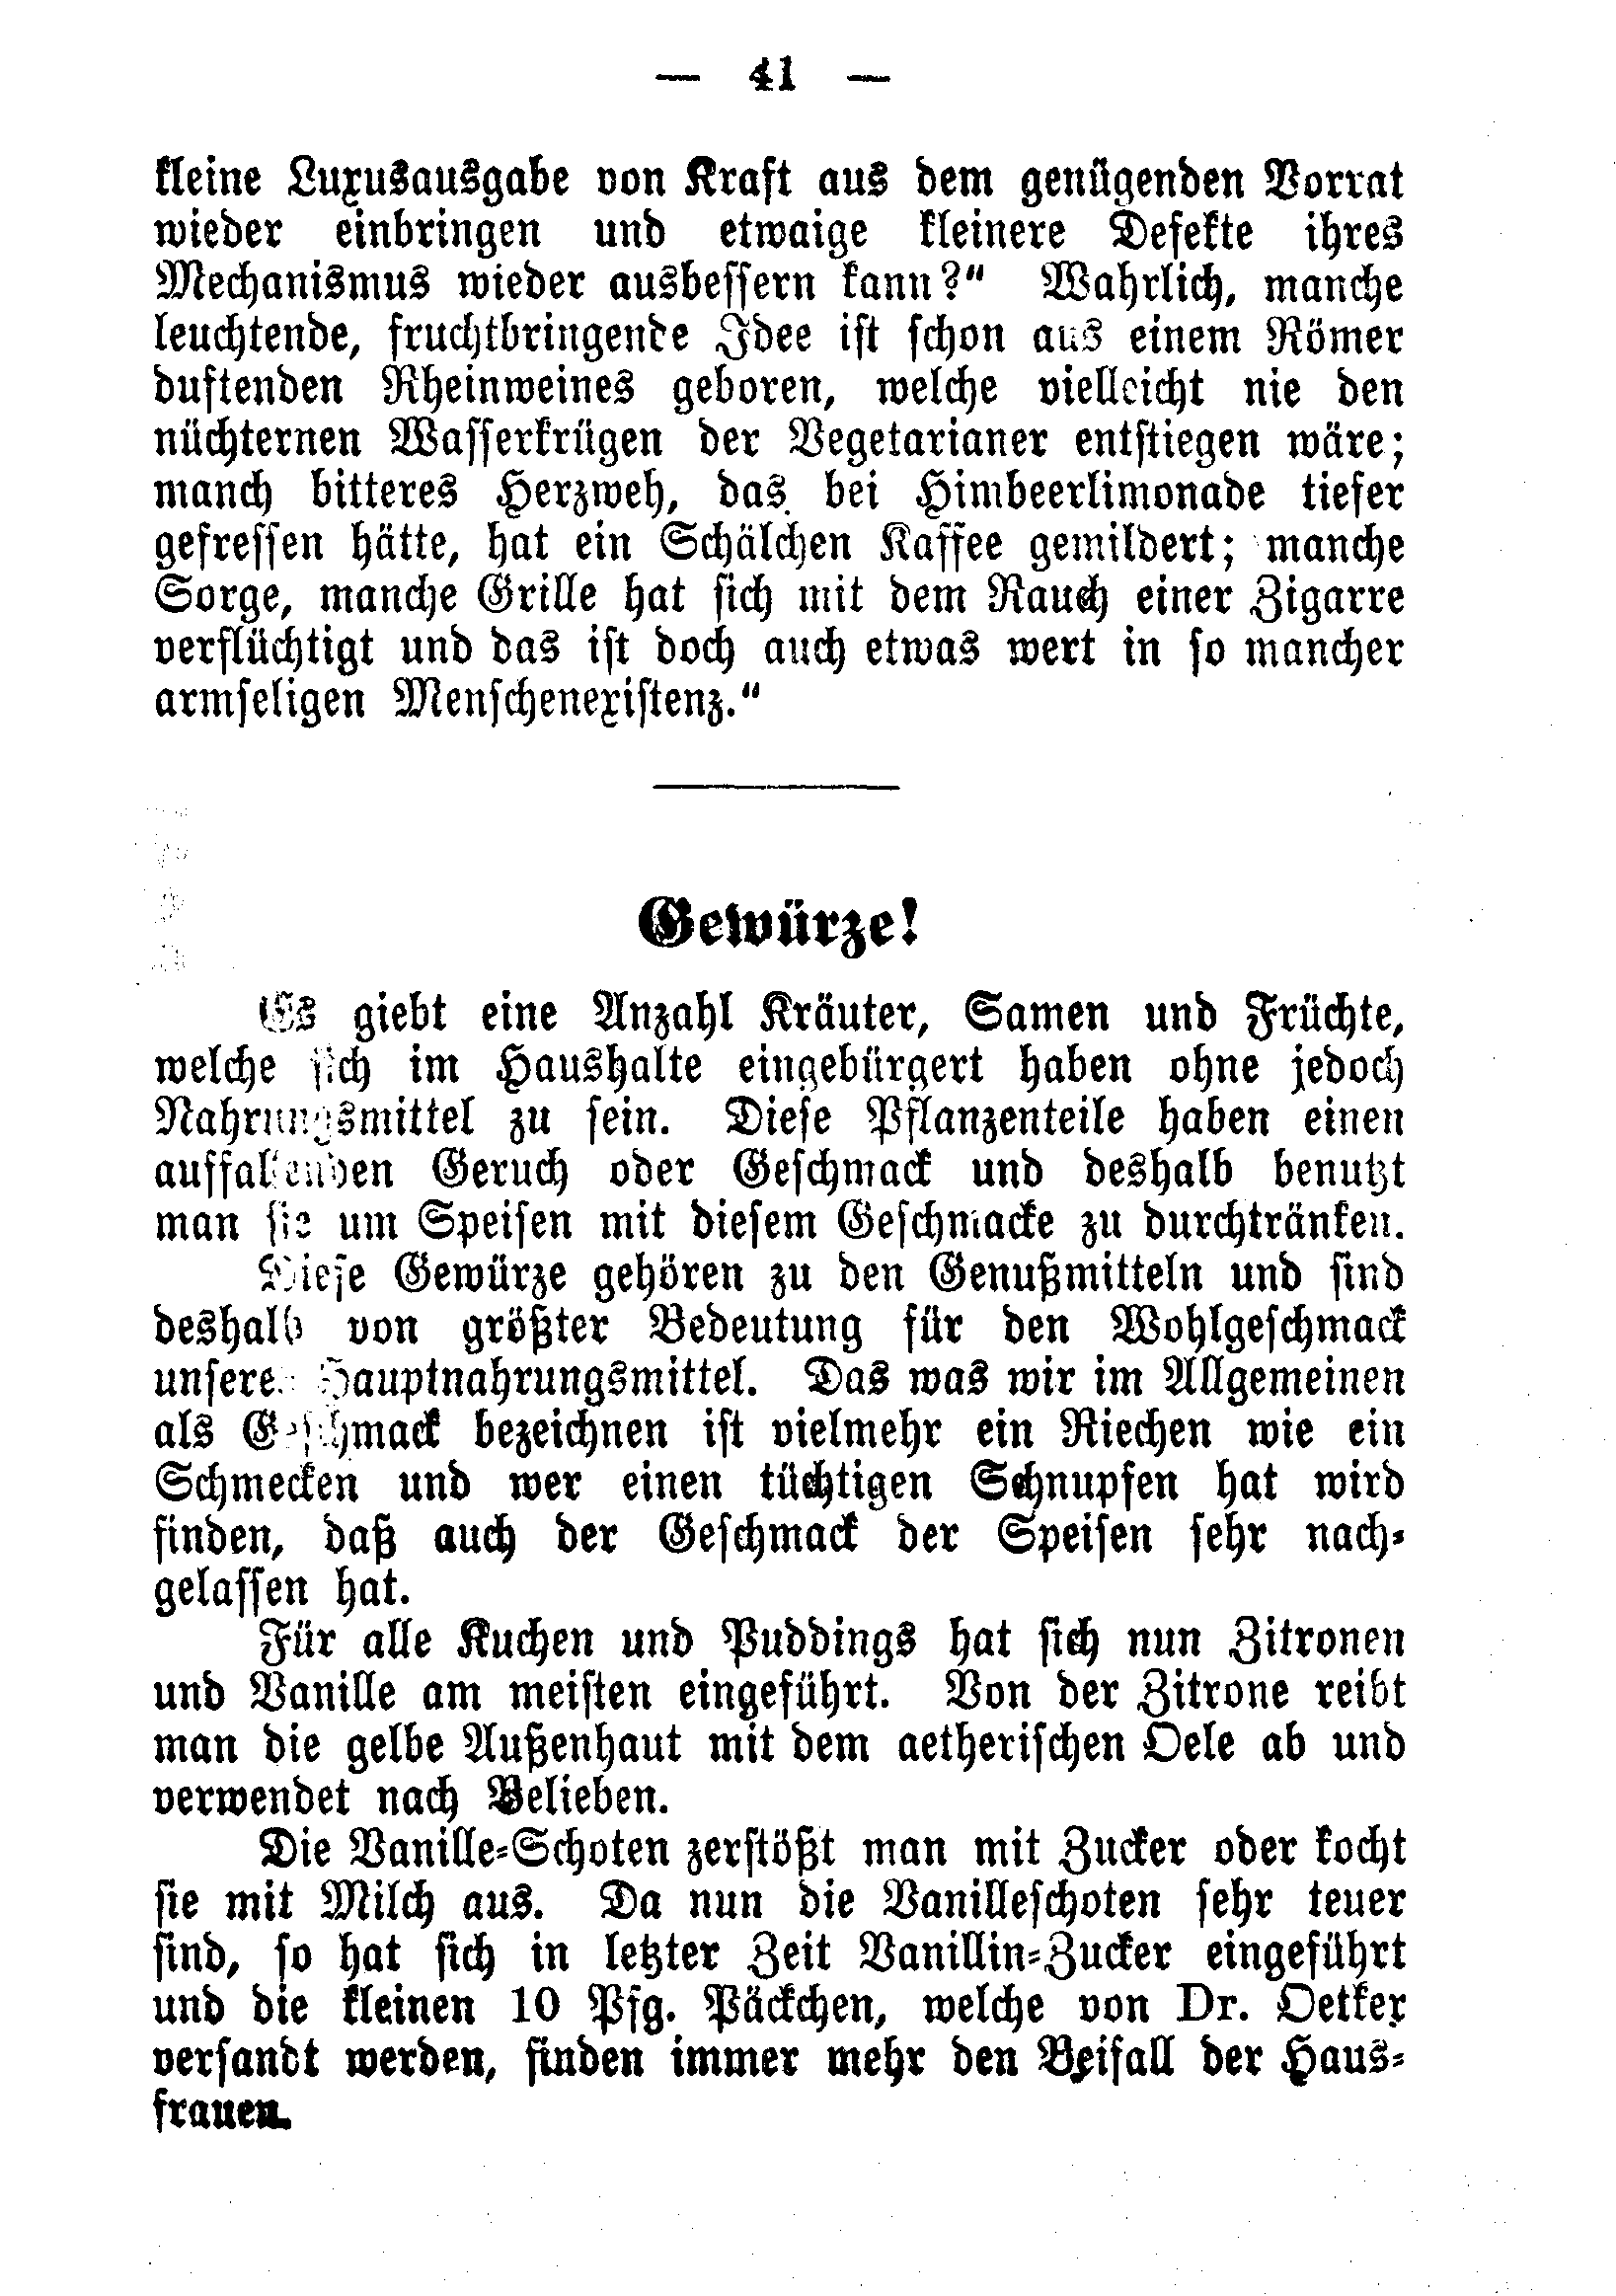 — 41 —
kleine Luxusausgabe von Kraft aus dem genügenden Vorrat
wieder einbringen und etwaige kleinere Defekte ihres
Mechanismus wieder ausbessern kann?“ Wahrlich, manche
leuchtende, fruchtbringende Idee ist schon aus einem Römer
duftenden Rheinweines geboren, welche vielleicht nie den
nüchternen Wasserkrügen der Vegetarianer entstiegen wäre;
manch bitteres Herzweh, das bei Himbeerlimonade tiefer
gefressen hätte, hat ein Schälchen Kaffee gemildert; manche
Sorge, manche Grille hat sich mit dem Rauch einer Zigarre
verflüchtigt und das ist doch auch etwas wert in so mancher
armseligen Menschenexistenz.“
Gewürze!
Es giebt eine Anzahl Kräuter, Samen und Früchte,
welche sich im Haushalte eingebürgert haben ohne jedoch
Nahrungsmittel zu sein. Diese Pflanzenteile haben einen
auffallenden Geruch oder Geschmack und deshalb benutzt
man sie um Speisen mit diesem Geschmacke zu durchtränken.
Diese Gewürze gehören zu den Genußmitteln und sind
deshalb von größter Bedeutung für den Wohlgeschmack
unserer Hauptnahrungsmittel. Das was wir im Allgemeinen
als Geschmack bezeichnen ist vielmehr ein Riechen wie ein
Schmecken und wer einen tüchtigen Schnupfen hat wird
finden, daß auch der Geschmack der Speisen sehr nach-
gelassen hat.
Für alle Kuchen und Puddings hat sich nun Zitronen
und Vanille am meisten eingeführt. Von der Zitrone reibt
man die gelbe Außenhaut mit dem aetherischen Oele ab und
verwendet nach Belieben.
Die Vanille-Schoten zerstößt man mit Zucker oder kocht
sie mit Milch aus. Da nun die Vanilleschoten sehr teuer
sind, so hat sich in letzter Zeit Vanillin-Zucker eingeführt
und die kleinen 10 Pfg. Päckchen, welche von Dr. Oetker
versandt werden, finden immer mehr den Beifall der Haus-
frauen.